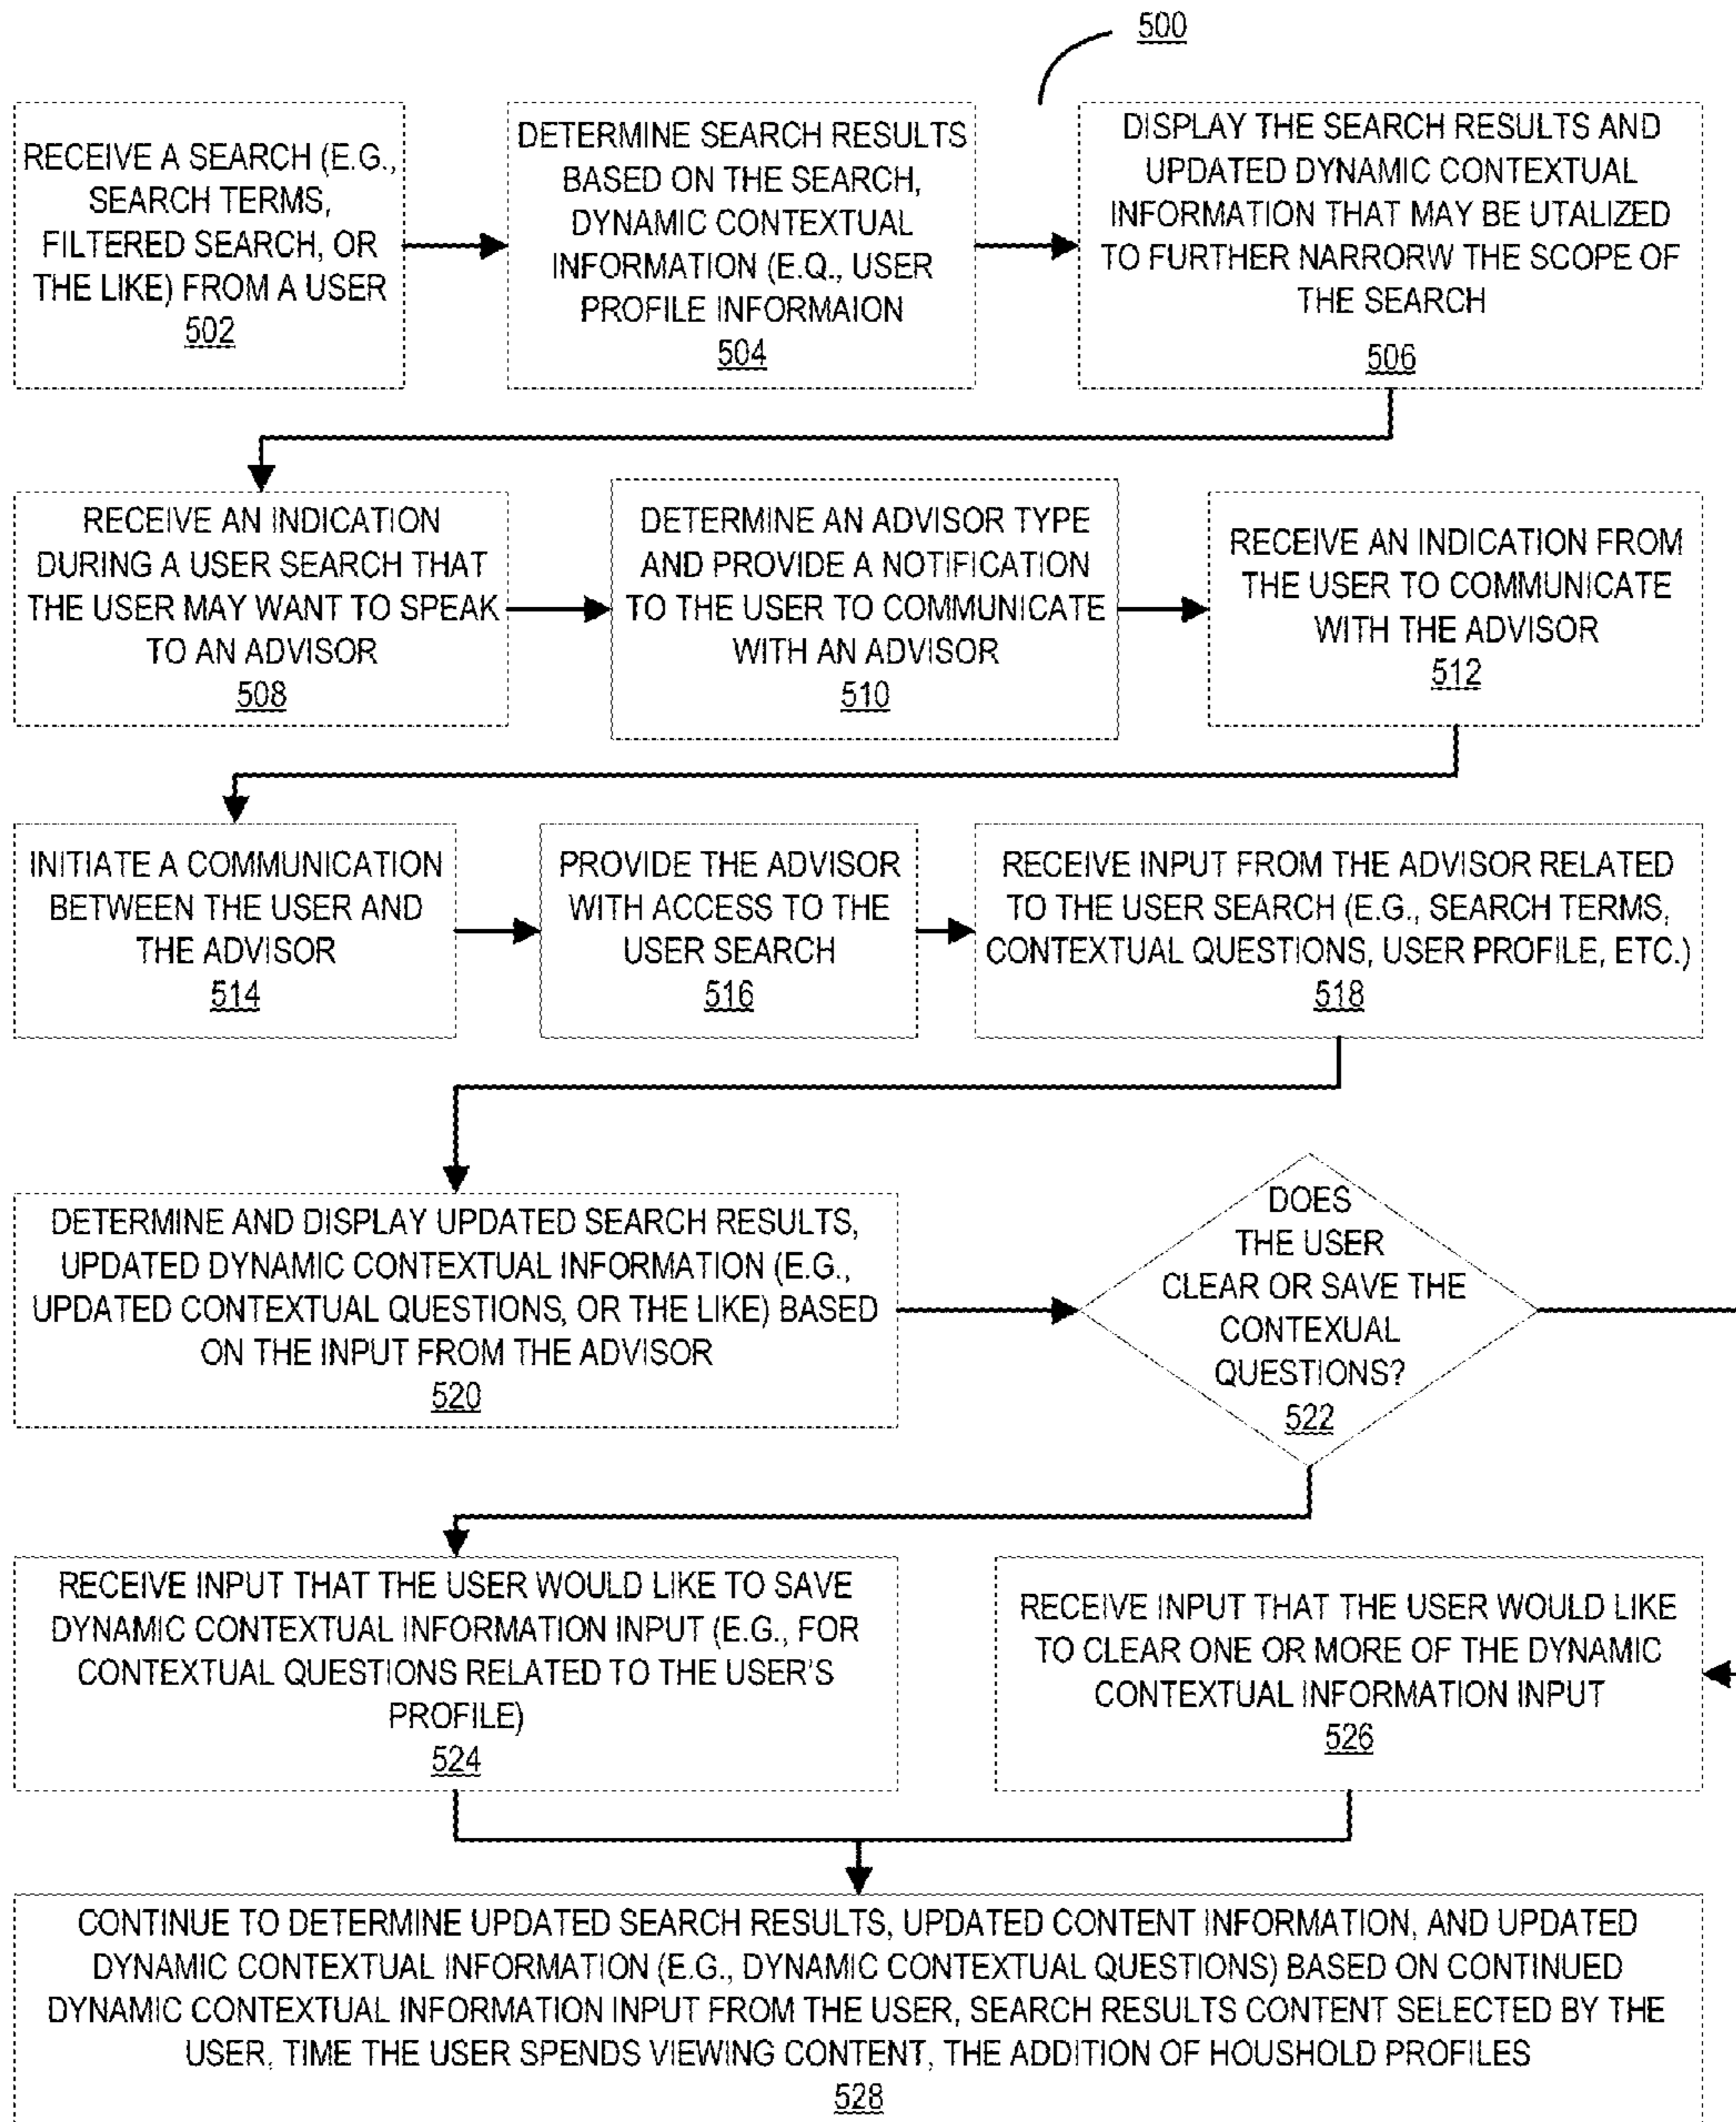 500
RECEIVE A SEARCH (E.G.,
SEARCH TERMS,
FILTERED SEARCH, OR
THE LIKE) FROM A USER
502
DETERMINE SEARCH RESULTS
BASED ON THE SEARCH,
DYNAMIC CONTEXTUAL
INFORMATION (E.Q., USER
PROFILE INFORMAION
504
DISPLAY THE SEARCH RESULTS AND
UPDATED DYNAMIC CONTEXTUAL
INFORMATION THAT MAY BE UTALIZED
TO FURTHER NARRORW THE SCOPE OF
THE SEARCH
506
RECEIVE AN INDICATION
DURING A USER SEARCH THAT
THE USER MAY WANT TO SPEAK
TO AN ADVISOR
508
DETERMINE AN ADVISOR TYPE
AND PROVIDE A NOTIFICATION
TO THE USER TO COMMUNICATE
WITH AN ADVISOR
510
RECEIVE AN INDICATION FROM
THE USER TO COMMUNICATE
WITH THE ADVISOR
512
INITIATE A COMMUNICATION
BETWEEN THE USER AND
THE ADVISOR
514
PROVIDE THE ADVISOR
WITH ACCESS TO THE
USER SEARCH
516
RECEIVE INPUT FROM THE ADVISOR RELATED
TO THE USER SEARCH (E.G., SEARCH TERMS,
CONTEXTUAL QUESTIONS, USER PROFILE, ETC.)
518
DETERMINE AND DISPLAY UPDATED SEARCH RESULTS,
UPDATED DYNAMIC CONTEXTUAL INFORMATION (E.G.,
UPDATED CONTEXTUAL QUESTIONS, OR THE LIKE) BASED
ON THE INPUT FROM THE ADVISOR
520
DOES
THE USER
CLEAR OR SAVE THE
CONTEXUAL
QUESTIONS?
522
RECEIVE INPUT THAT THE USER WOULD LIKE TO SAVE
DYNAMIC CONTEXTUAL INFORMATION INPUT (E.G., FOR
CONTEXTUAL QUESTIONS RELATED TO THE USER'S
PROFILE)
524
RECEIVE INPUT THAT THE USER WOULD LIKE
TO CLEAR ONE OR MORE OF THE DYNAMIC
CONTEXTUAL INFORMATION INPUT
526
CONTINUE TO DETERMINE UPDATED SEARCH RESULTS, UPDATED CONTENT INFORMATION, AND UPDATED
DYNAMIC CONTEXTUAL INFORMATION (E.G., DYNAMIC CONTEXTUAL QUESTIONS) BASED ON CONTINUED
DYNAMIC CONTEXTUAL INFORMATION INPUT FROM THE USER, SEARCH RESULTS CONTENT SELECTED BY THE
USER, TIME THE USER SPENDS VIEWING CONTENT, THE ADDITION OF HOUSHOLD PROFILES
528